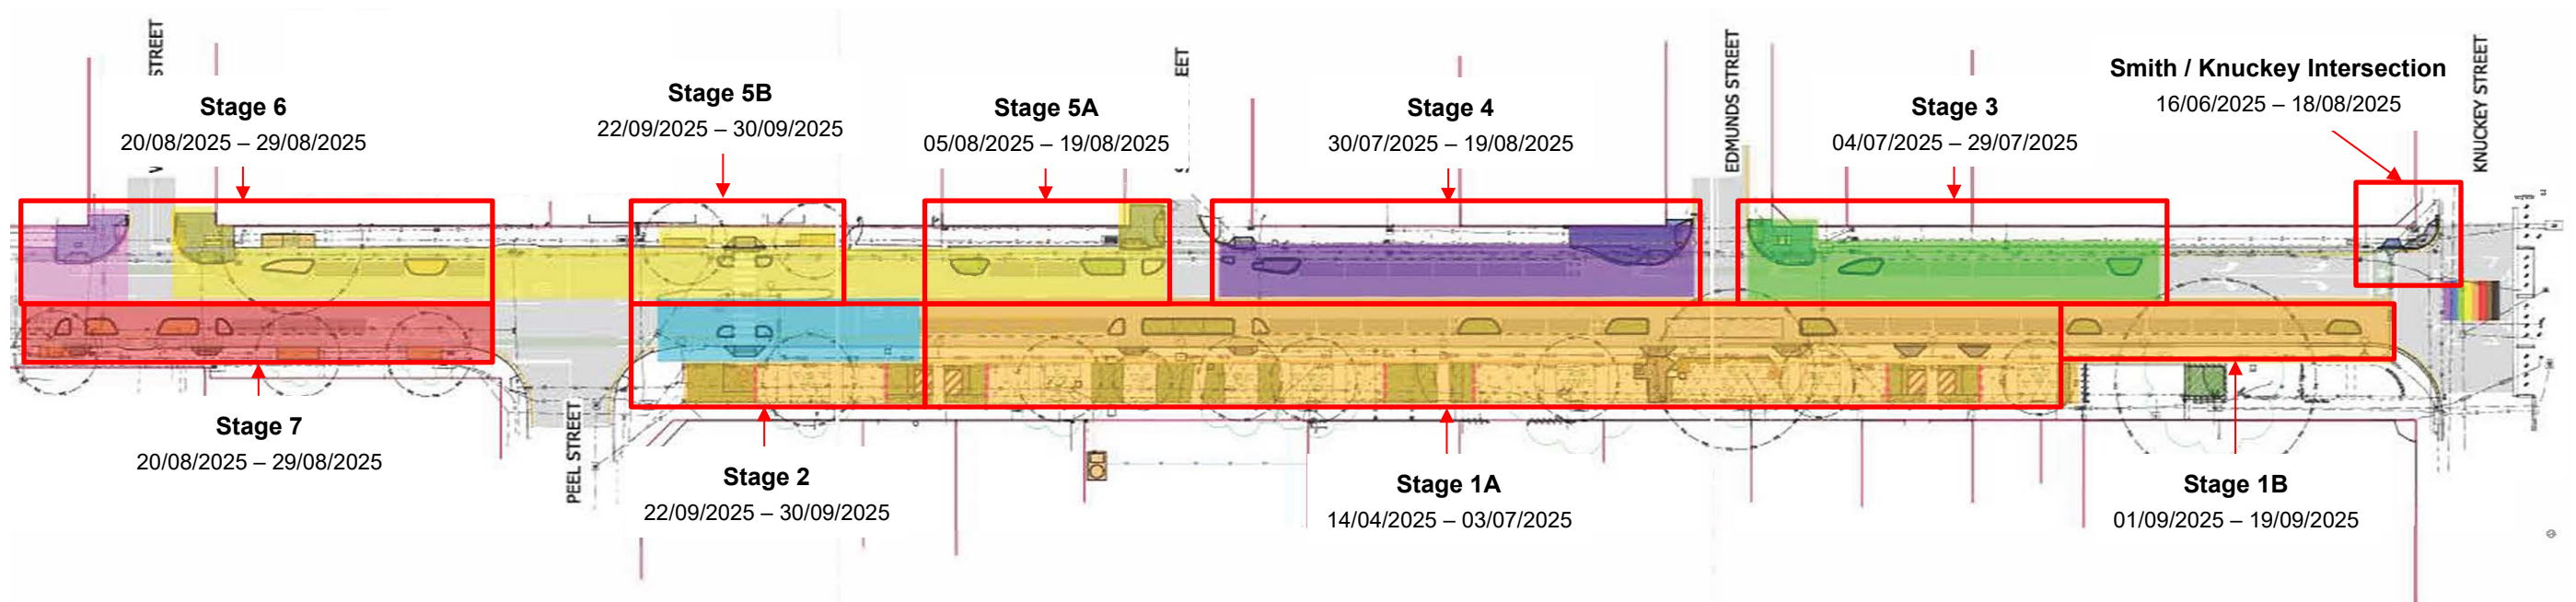 STREET
EET
EDMUNDS STREET
KNUCKEY STREET
Smith / Knuckey Intersection
16/06/2025 – 18/08/2025
Stage 6
20/08/2025 – 29/08/2025
Stage 5B
22/09/2025 – 30/09/2025
Stage 5A
05/08/2025 – 19/08/2025
Stage 4
30/07/2025 – 19/08/2025
Stage 3
04/07/2025 – 29/07/2025
Stage 7
20/08/2025 – 29/08/2025
PEEL STREET
Stage 2
22/09/2025 – 30/09/2025
Stage 1A
14/04/2025 – 03/07/2025
Stage 1B
01/09/2025 – 19/09/2025